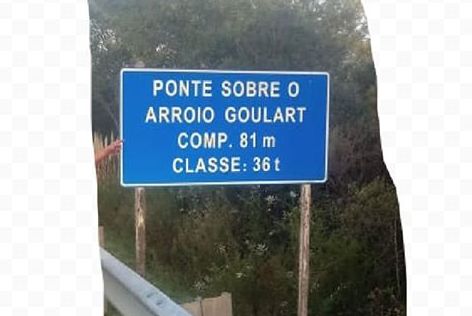 PONTE SOBRE O
ARROIO GOULART
COMP. 81 m
CLASSE: 36 t